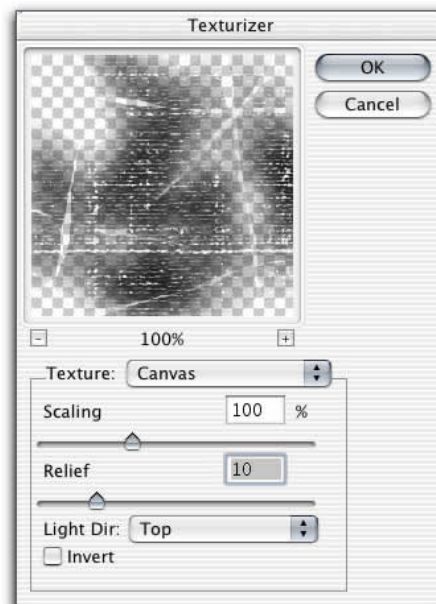 Texturizer
OK
Cancel
- 100% +
Texture: Canvas
Scaling 100 %
Relief 10
Light Dir: Top
Invert